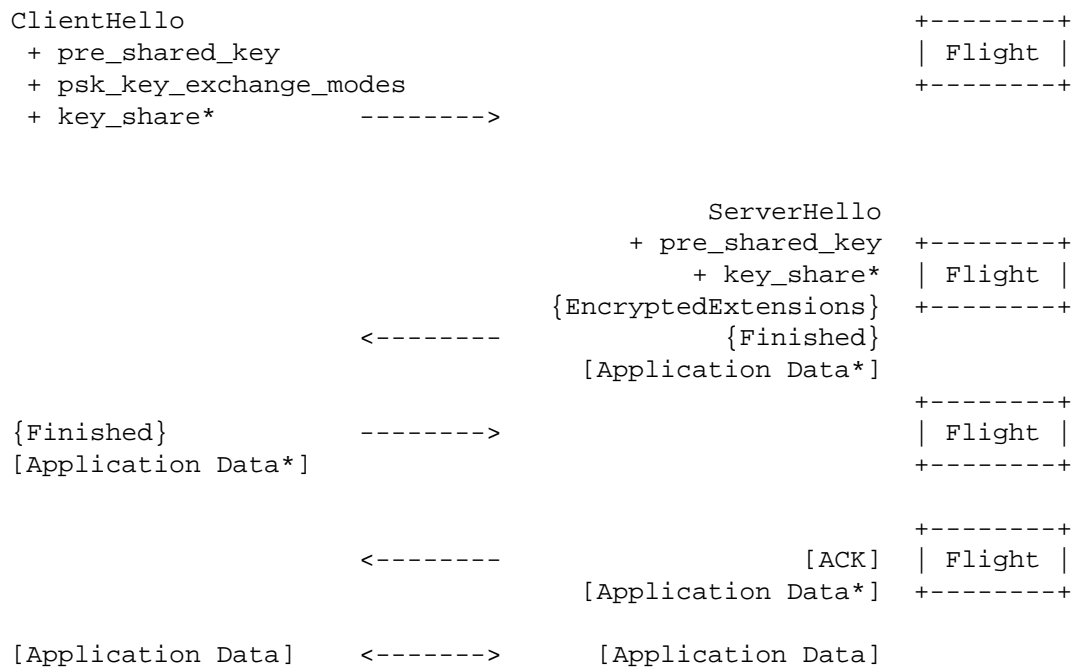 ClientHello                                              +--------+
 + pre_shared_key                                        | Flight |
 + psk_key_exchange_modes                                +--------+
 + key_share*         -------->
                                            ServerHello
                                       + pre_shared_key  +--------+
                                           + key_share*  | Flight |
                                  {EncryptedExtensions}  +--------+
                      <--------              {Finished}
                                    [Application Data*]
                                                         +--------+
{Finished}            -------->                          | Flight |
[Application Data*]                                      +--------+
                                                         +--------+
                      <--------                   [ACK]  | Flight |
                                    [Application Data*]  +--------+
[Application Data]    <------->      [Application Data]